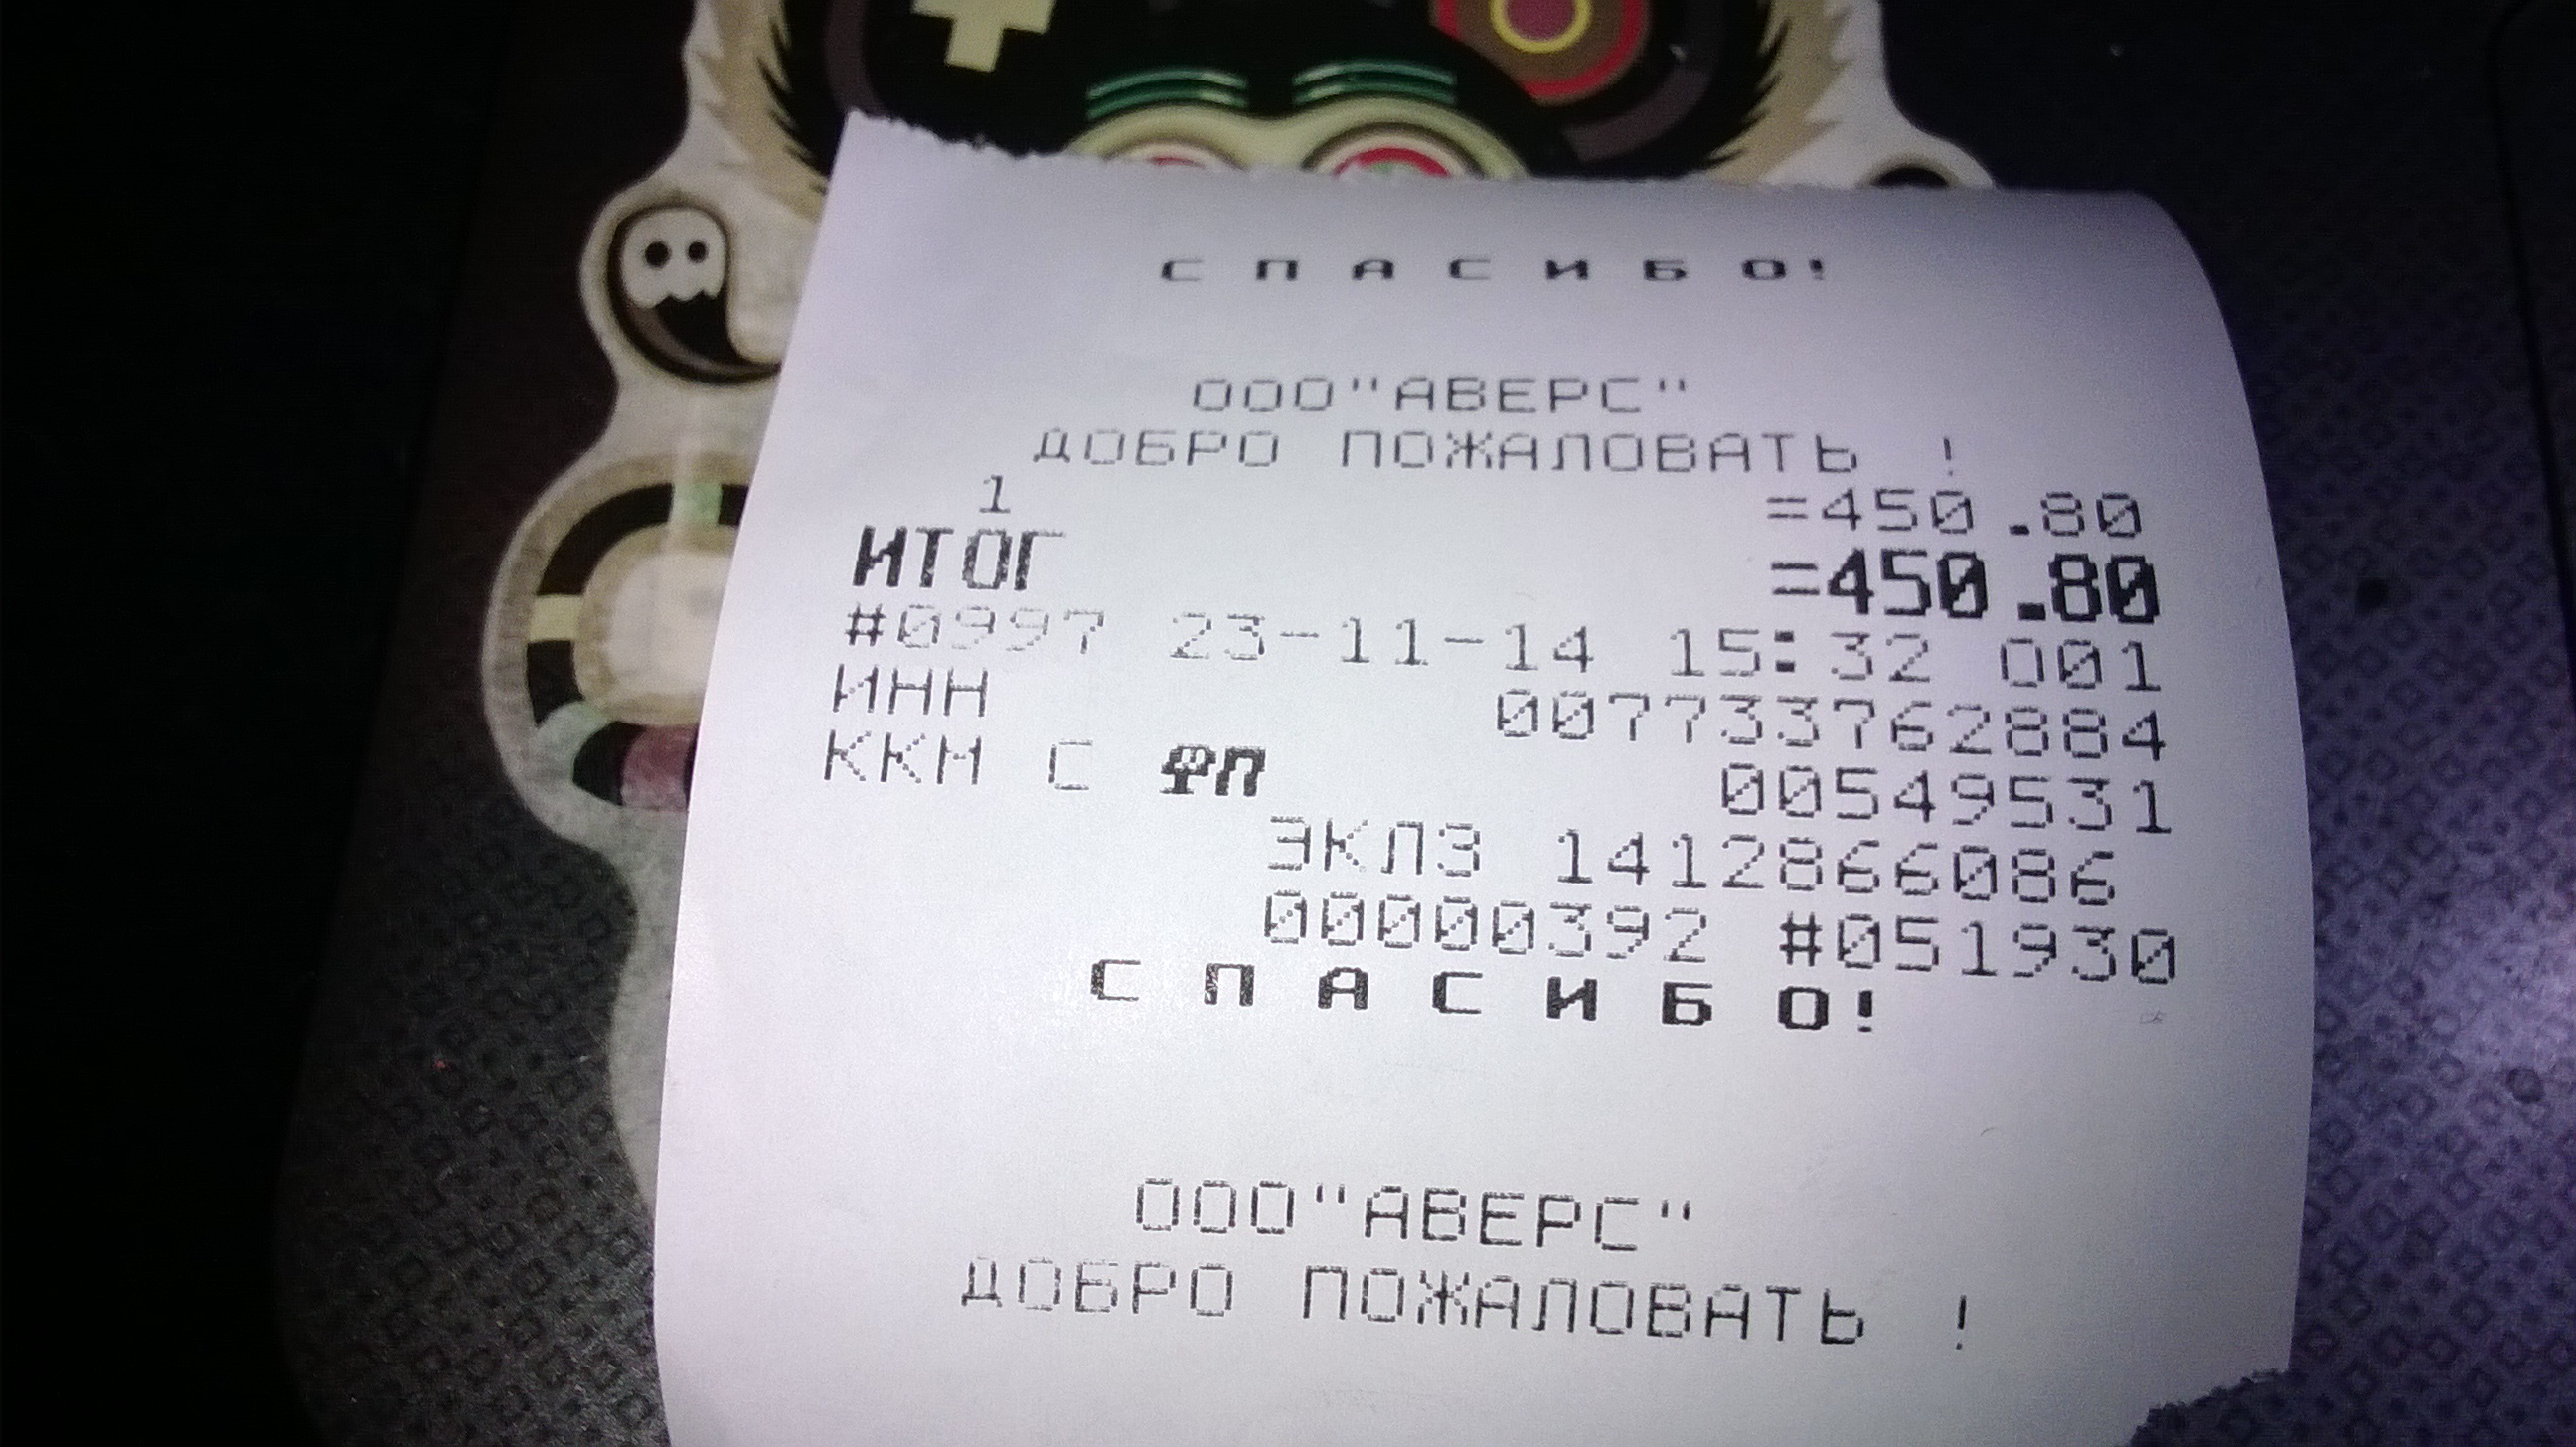 СПАСИБО!
ООО"АВЕРС"
ДОБРО ПОЖАЛОВАТЬ !
1 =450.80
ИТОГ =450.80
#0997 23-11-14 15:32 001
ИНН 007733762884
ККМ С ФП 00549531
ЭКЛЗ 1412866086
00000392 #051930
СПАСИБО!
ООО"АВЕРС"
ДОБРО ПОЖАЛОВАТЬ !